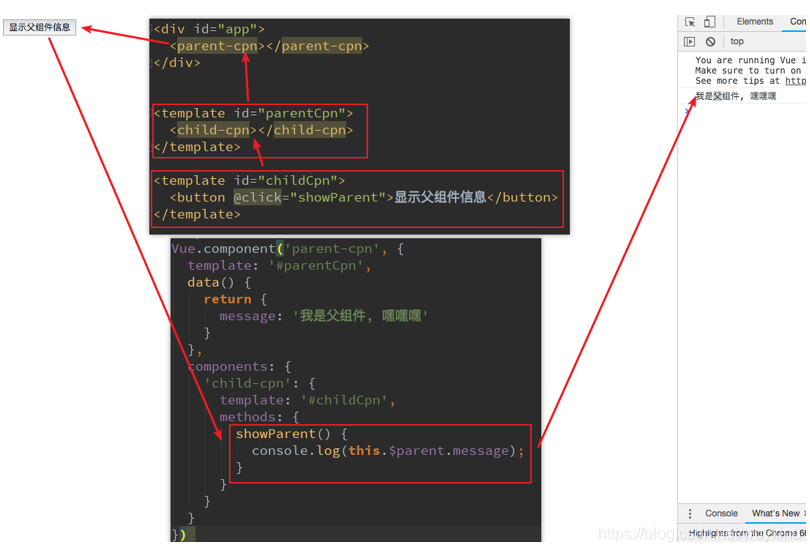 显示父组件信息
<div id="app">
<parent-cpn></parent-cpn>
</div>
<template id="parentCpn">
<child-cpn></child-cpn>
</template>
<template id="childCpn">
<button @click="showParent">显示父组件信息</button>
</template>
Vue.component('parent-cpn', {
template: '#parentCpn',
data() {
return {
message: '我是父组件, 嘿嘿嘿'
}
},
components: {
'child-cpn': {
template: '#childCpn',
methods: {
showParent() {
console.log(this.$parent.message);
}
}
}
}
})
Elements Con
top
You are running Vue i
Make sure to turn on
See more tips at http
我是父组件, 嘿嘿嘿
Console What's New
Highlights from the Chrome 68
https://blog.